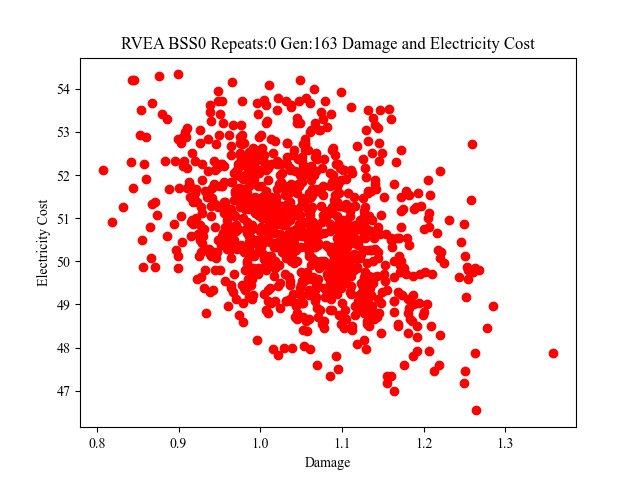 RVEA BSS0 Repeats:0 Gen:163 Damage and Electricity Cost
54
53
52
51
50
49
48
47
Electricity Cost
0.8 0.9 1.0 1.1 1.2 1.3
Damage